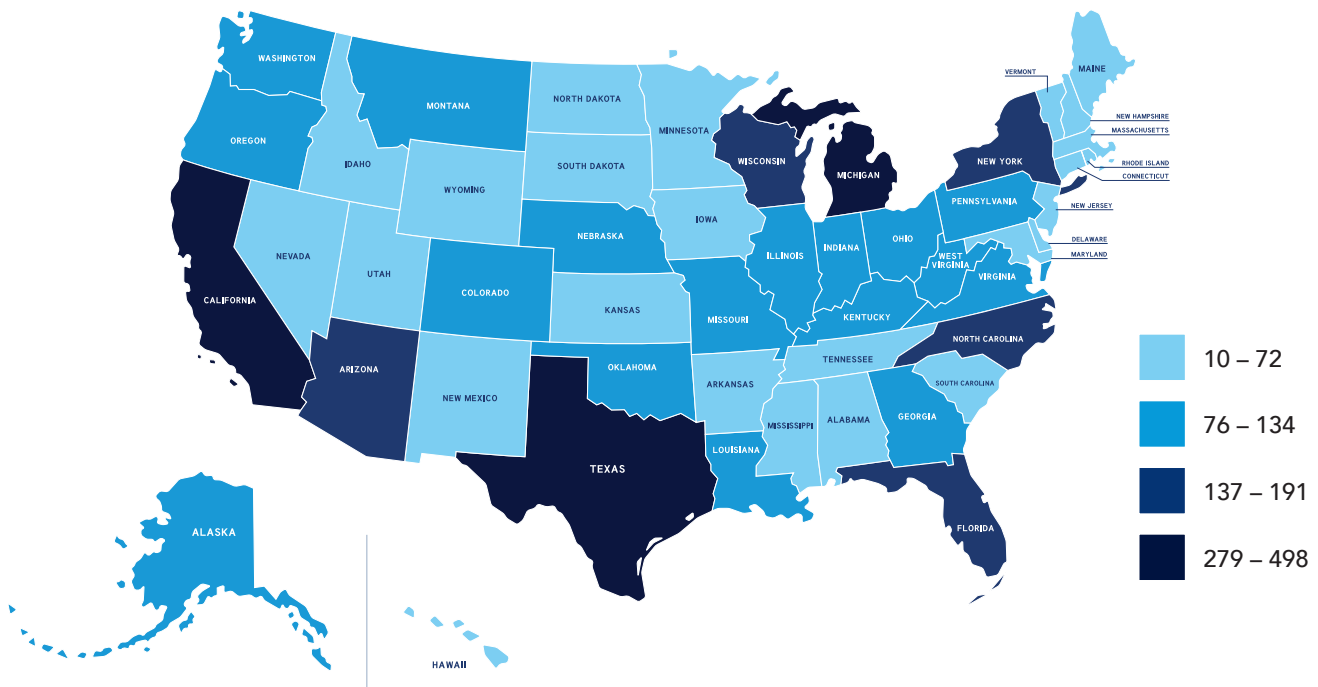 WASHINGTON
MONTANA
NORTH DAKOTA
MINNESOTA
VERMONT
MAINE
NEW HAMPSHIRE
MASSACHUSETTS
OREGON
IDAHO
WYOMING
SOUTH DAKOTA
WISCONSIN
MICHIGAN
NEW YORK
RHODE ISLAND
CONNECTICUT
PENNSYLVANIA
NEW JERSEY
IOWA
NEBRASKA
ILLINOIS
INDIANA
OHIO
DELAWARE
MARYLAND
WEST
VIRGINIA
VIRGINIA
NEVADA
UTAH
COLORADO
CALIFORNIA
KANSAS
MISSOURI
KENTUCKY
NORTH CAROLINA
TENNESSEE
ARIZONA
OKLAHOMA
ARKANSAS
SOUTH CAROLINA
NEW MEXICO
MISSISSIPPI
ALABAMA
GEORGIA
LOUISIANA
TEXAS
FLORIDA
ALASKA
HAWAII
10 – 72
76 – 134
137 – 191
279 – 498